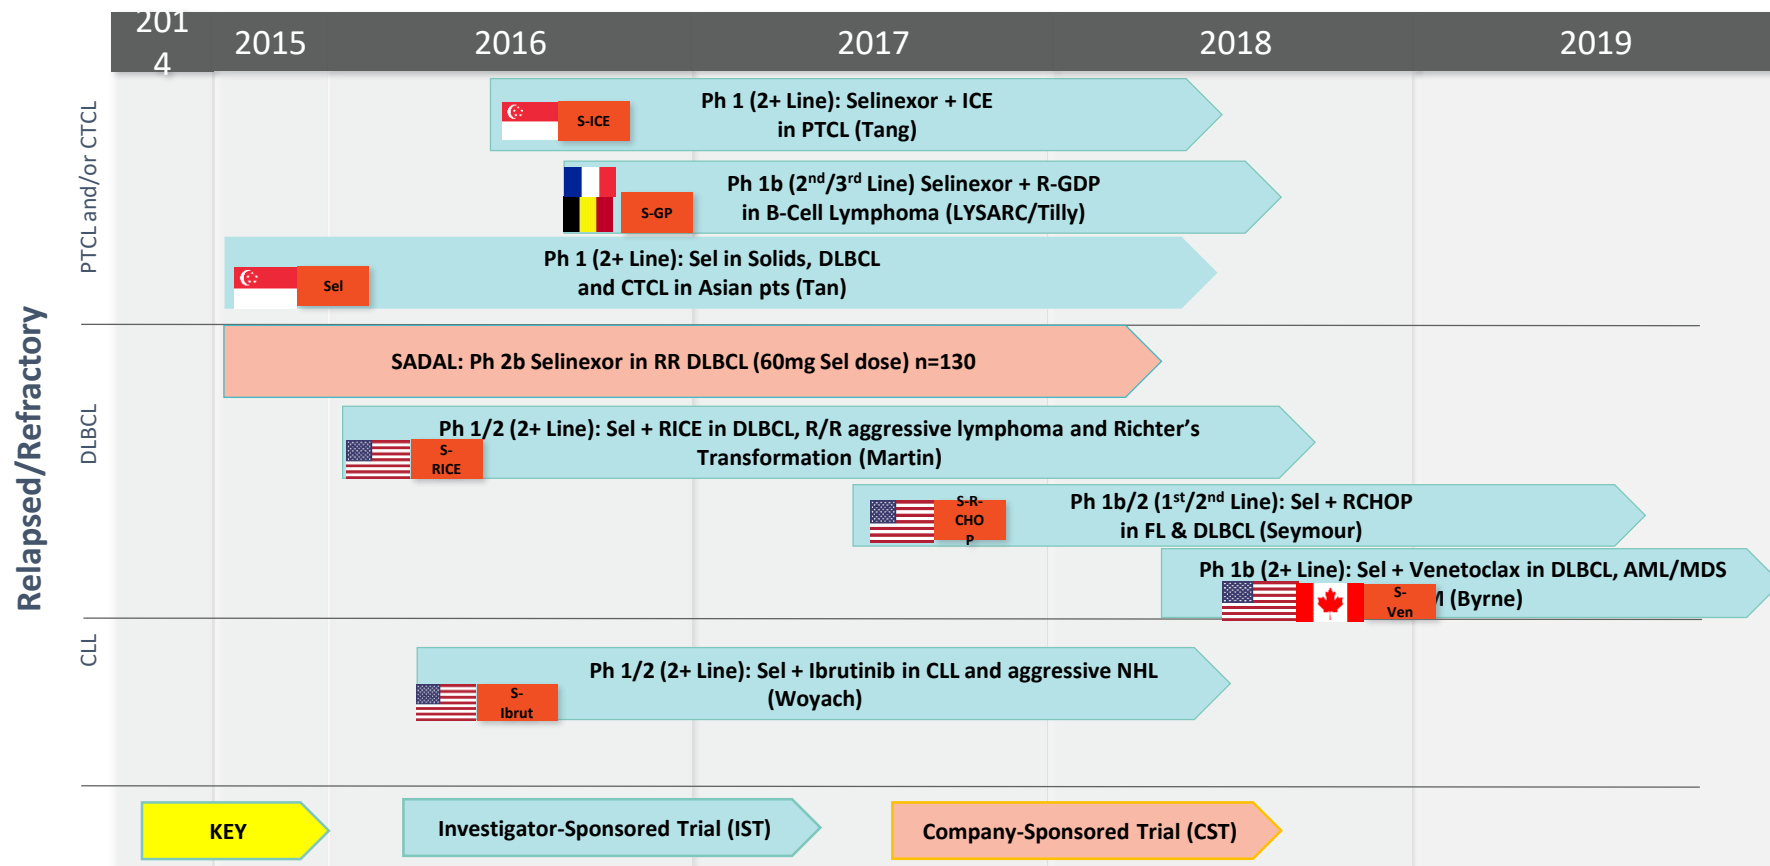 201
4
2015
2016
2017
2018
2019
Relapsed/Refractory
PTCL and/or CTCL
Ph 1 (2+ Line): Selinexor + ICE
in PTCL (Tang)
S-ICE
Ph 1b (2nd/3rd Line) Selinexor + R-GDP
in B-Cell Lymphoma (LYSARC/Tilly)
S-GP
Ph 1 (2+ Line): Sel in Solids, DLBCL
and CTCL in Asian pts (Tan)
Sel
DLBCL
SADAL: Ph 2b Selinexor in RR DLBCL (60mg Sel dose) n=130
Ph 1/2 (2+ Line): Sel + RICE in DLBCL, R/R aggressive lymphoma and Richter's
Transformation (Martin)
S-
RICE
Ph 1b/2 (1st/2nd Line): Sel + RCHOP
in FL & DLBCL (Seymour)
S-R-
CHO
P
Ph 1b (2+ Line): Sel + Venetoclax in DLBCL, AML/MDS
(Byrne)
S-
Ven
CLL
Ph 1/2 (2+ Line): Sel + Ibrutinib in CLL and aggressive NHL
(Woyach)
S-
Ibrut
KEY
Investigator-Sponsored Trial (IST)
Company-Sponsored Trial (CST)